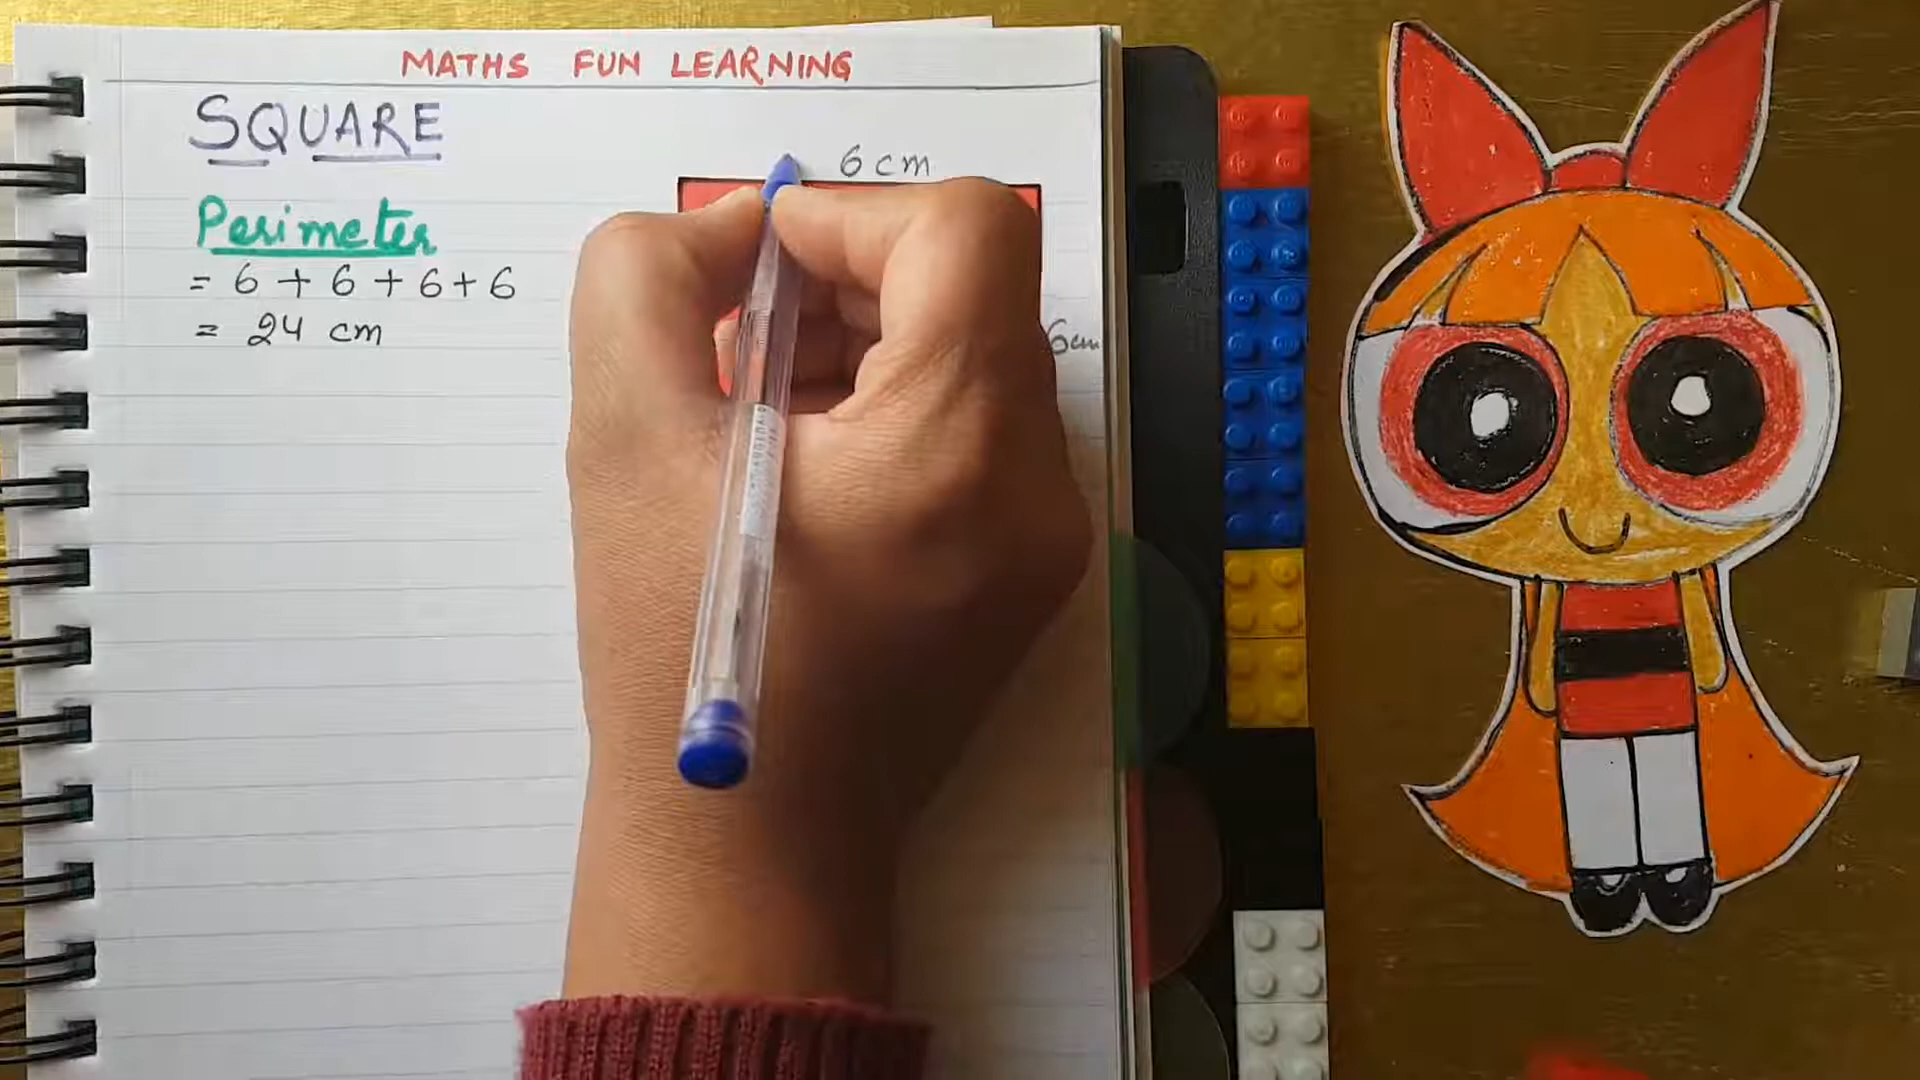 MATHS FUN LEARNING
SQUARE
6 cm
Perimeter
= 6 + 6 + 6 + 6
= 24 cm
6cm